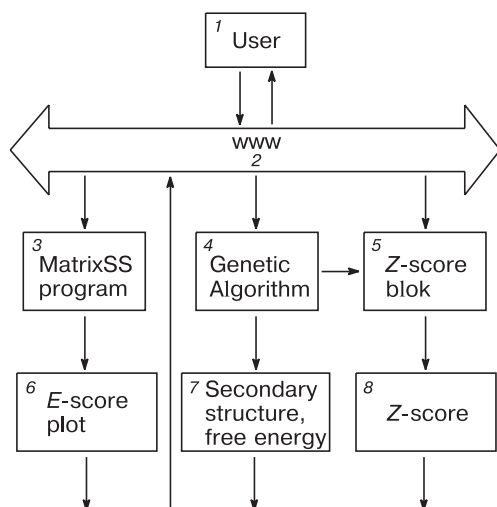 1 User
www
2
3
MatrixSS
program
4
Genetic
Algorithm
5
Z-score
blok
6
E-score
plot
7 Secondary
structure,
free energy
8
Z-score